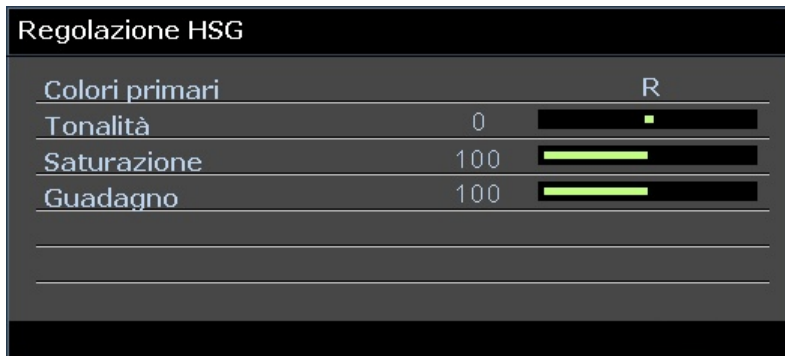 Regolazione HSG
Colori primari R
Tonalità 0
Saturazione 100
Guadagno 100